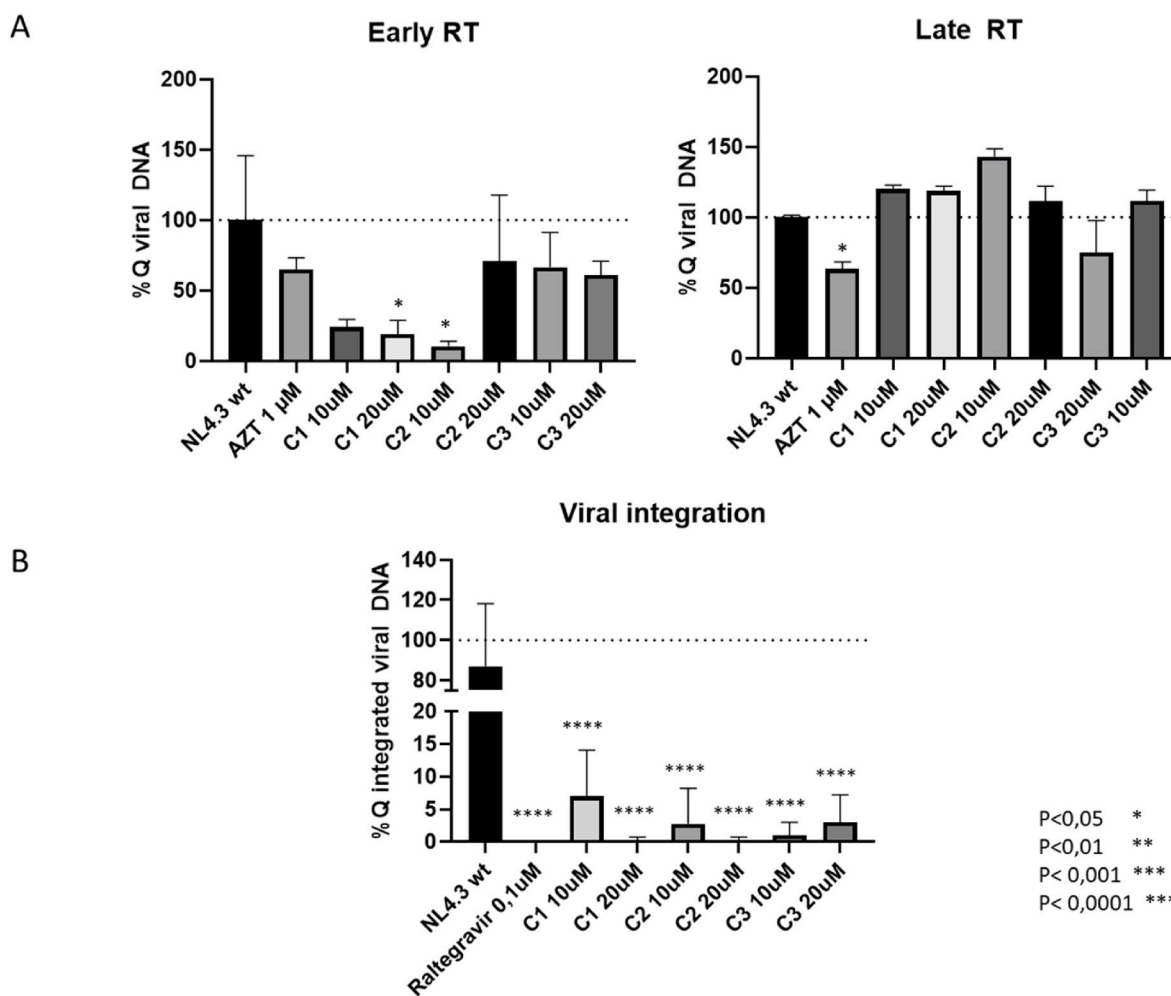 A
Early RT
% Q viral DNA
200
150
100
50
0
*
*
NL4.3 wt
AZT 1 µM
C1 10uM
C1 20uM
C2 10uM
C2 20uM
C3 10uM
C3 20uM
Late RT
% Q viral DNA
200
150
100
50
0
*
NL4.3 wt
AZT 1 µM
C1 10uM
C1 20uM
C2 10uM
C2 20uM
C3 20uM
C3 10uM
B
Viral integration
% Q integrated viral DNA
140
120
100
80
20
15
10
5
0
****
****
****
****
****
****
****
NL4.3 wt
Raltegravir 0,1uM
C1 10uM
C1 20uM
C2 10uM
C2 20uM
C3 10uM
C3 20uM
P<0,05 *
P<0,01 **
P< 0,001 ***
P< 0,0001 ***